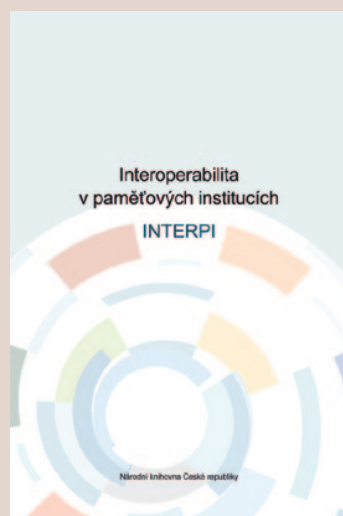 Interoperabilita
v paměťových institucích
INTERPI
Národní knihovna České republiky